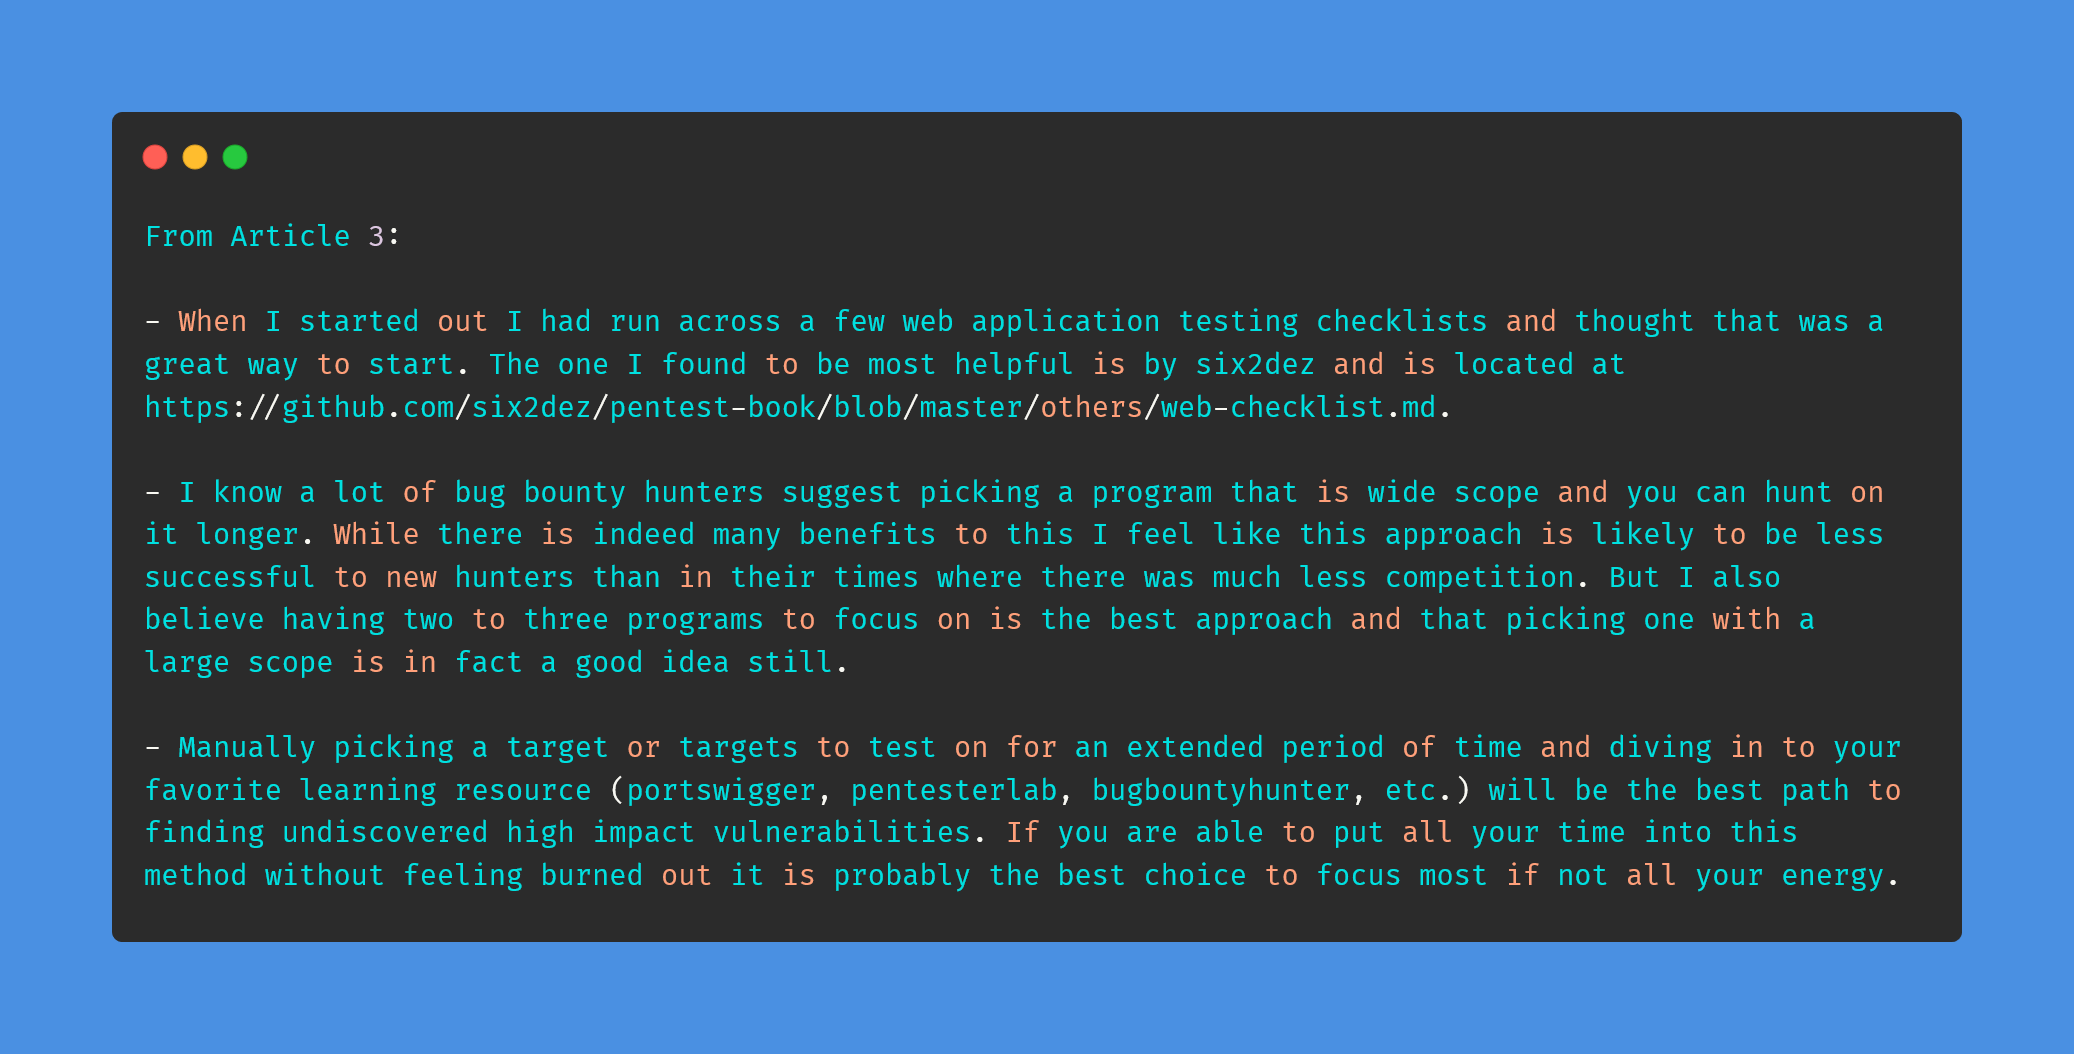 From Article 3:
- When I started out I had run across a few web application testing checklists and thought that was a
great way to start. The one I found to be most helpful is by six2dez and is located at
https://github.com/six2dez/pentest-book/blob/master/others/web-checklist.md.
- I know a lot of bug bounty hunters suggest picking a program that is wide scope and you can hunt on
it longer. While there is indeed many benefits to this I feel like this approach is likely to be less
successful to new hunters than in their times where there was much less competition. But I also
believe having two to three programs to focus on is the best approach and that picking one with a
large scope is in fact a good idea still.
- Manually picking a target or targets to test on for an extended period of time and diving in to your
favorite learning resource (portswigger, pentesterlab, bugbountyhunter, etc.) will be the best path to
finding undiscovered high impact vulnerabilities. If you are able to put all your time into this
method without feeling burned out it is probably the best choice to focus most if not all your energy.